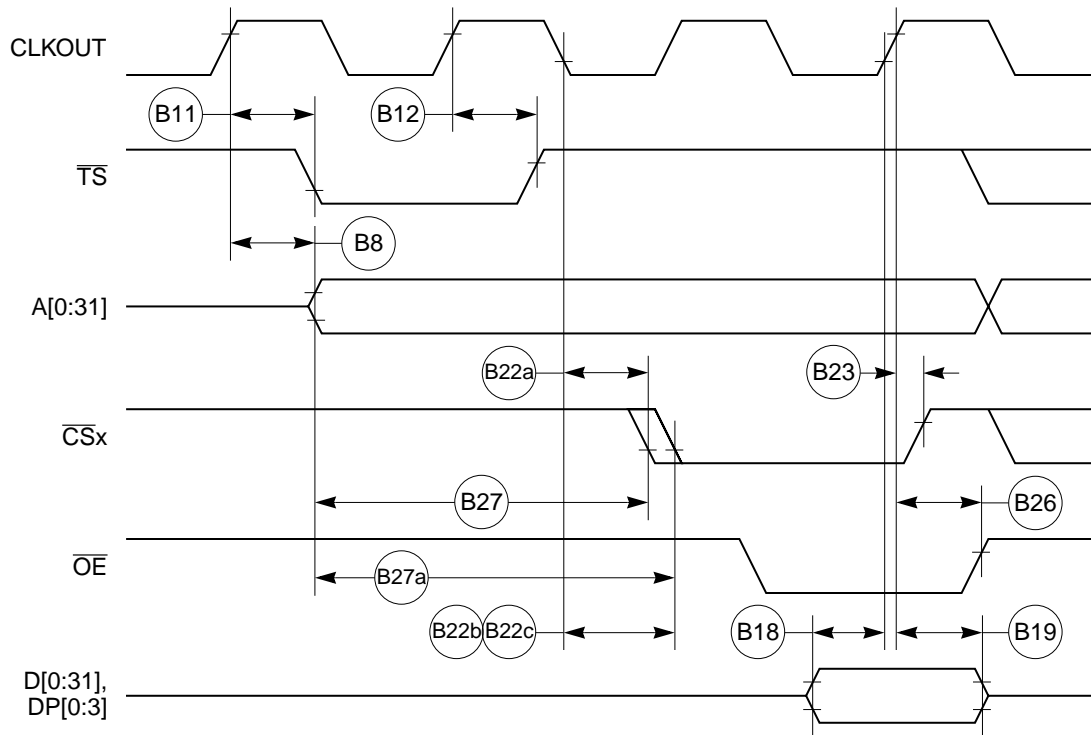 CLKOUT
B11
B12
TS
B8
A[0:31]
B22a
B23
CSx
B27
B26
OE
B27a
B22b
B22c
B18
B19
D[0:31],
DP[0:3]